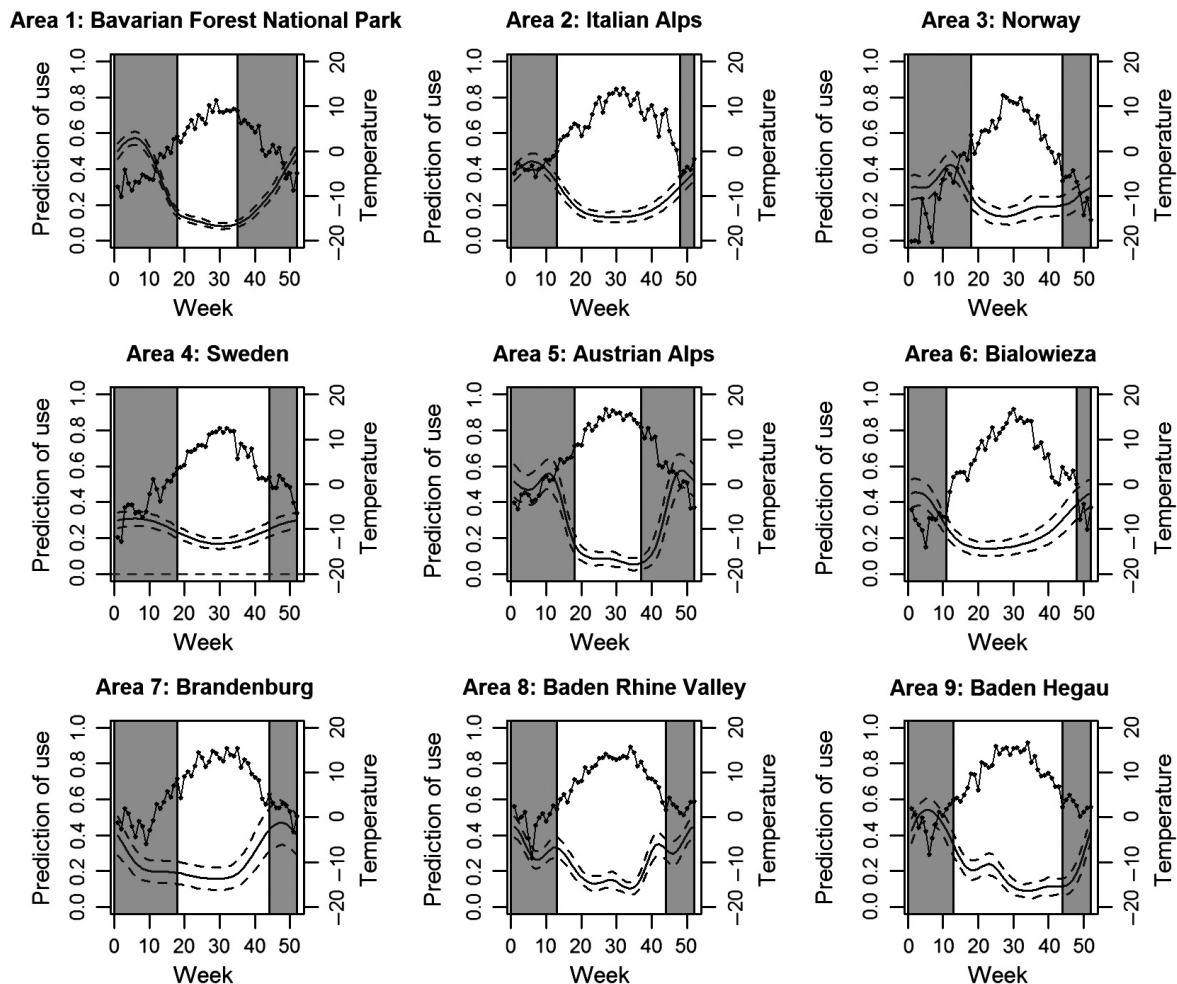 Area 1: Bavarian Forest National Park
Prediction of use
0.0 0.2 0.4 0.6 0.8 1.0
0 10 20 30 40 50
Week
−20 −10 0 10 20
Temperature
Area 2: Italian Alps
Prediction of use
0.0 0.2 0.4 0.6 0.8 1.0
0 10 20 30 40 50
Week
−20 −10 0 10 20
Temperature
Area 3: Norway
Prediction of use
0.0 0.2 0.4 0.6 0.8 1.0
0 10 20 30 40 50
Week
−20 −10 0 10 20
Temperature
Area 4: Sweden
Prediction of use
0.0 0.2 0.4 0.6 0.8 1.0
0 10 20 30 40 50
Week
−20 −10 0 10 20
Temperature
Area 5: Austrian Alps
Prediction of use
0.0 0.2 0.4 0.6 0.8 1.0
0 10 20 30 40 50
Week
−20 −10 0 10 20
Temperature
Area 6: Bialowieza
Prediction of use
0.0 0.2 0.4 0.6 0.8 1.0
0 10 20 30 40 50
Week
−20 −10 0 10 20
Temperature
Area 7: Brandenburg
Prediction of use
0.0 0.2 0.4 0.6 0.8 1.0
0 10 20 30 40 50
Week
−20 −10 0 10 20
Temperature
Area 8: Baden Rhine Valley
Prediction of use
0.0 0.2 0.4 0.6 0.8 1.0
0 10 20 30 40 50
Week
−20 −10 0 10 20
Temperature
Area 9: Baden Hegau
Prediction of use
0.0 0.2 0.4 0.6 0.8 1.0
0 10 20 30 40 50
Week
−20 −10 0 10 20
Temperature